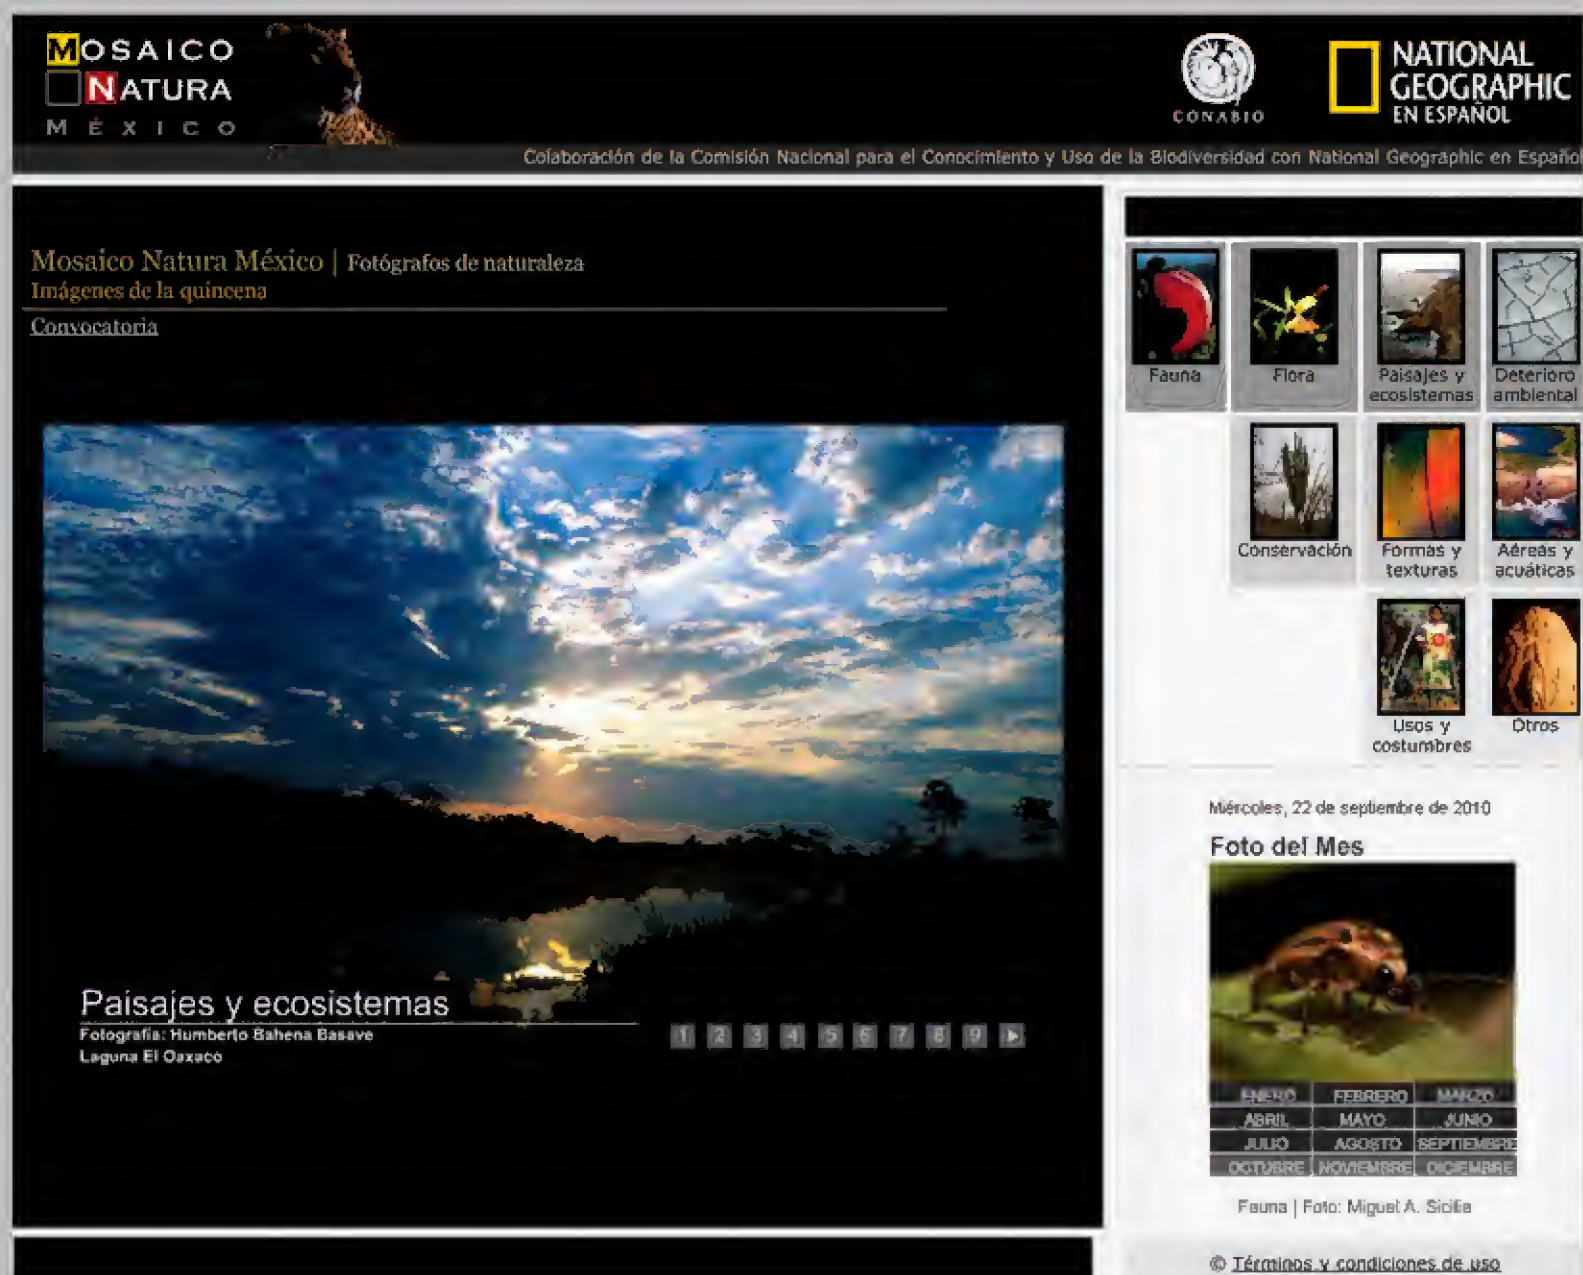 MOSAICO
NATURA
MÉXICO
CONABIO
NATIONAL
GEOGRAPHIC
EN ESPAÑOL
Colaboración de la Comisión Nacional para el Conocimiento y Uso de la Biodiversidad con National Geographic en Español
Mosaico Natura México | Fotógrafos de naturaleza
Imágenes de la quincena
Convocatoria
Fauna
Flora
Paisajes y
ecosistemas
Deterioro
ambiental
Conservación
Formas y
texturas
Aéreas y
acuáticas
Usos y
costumbres
Otros
Paisajes y ecosistemas
Fotografía: Humberto Bahena Basave
Laguna El Oaxaco
1 2 3 4 5 6 7 8 9
Miércoles, 22 de septiembre de 2010
Foto del Mes
ENERO FEBRERO MARZO
ABRIL MAYO JUNIO
JULIO AGOSTO SEPTIEMBRE
OCTUBRE NOVIEMBRE DICIEMBRE
Fauna | Foto: Miguel A. Sicilia
© Términos y condiciones de uso